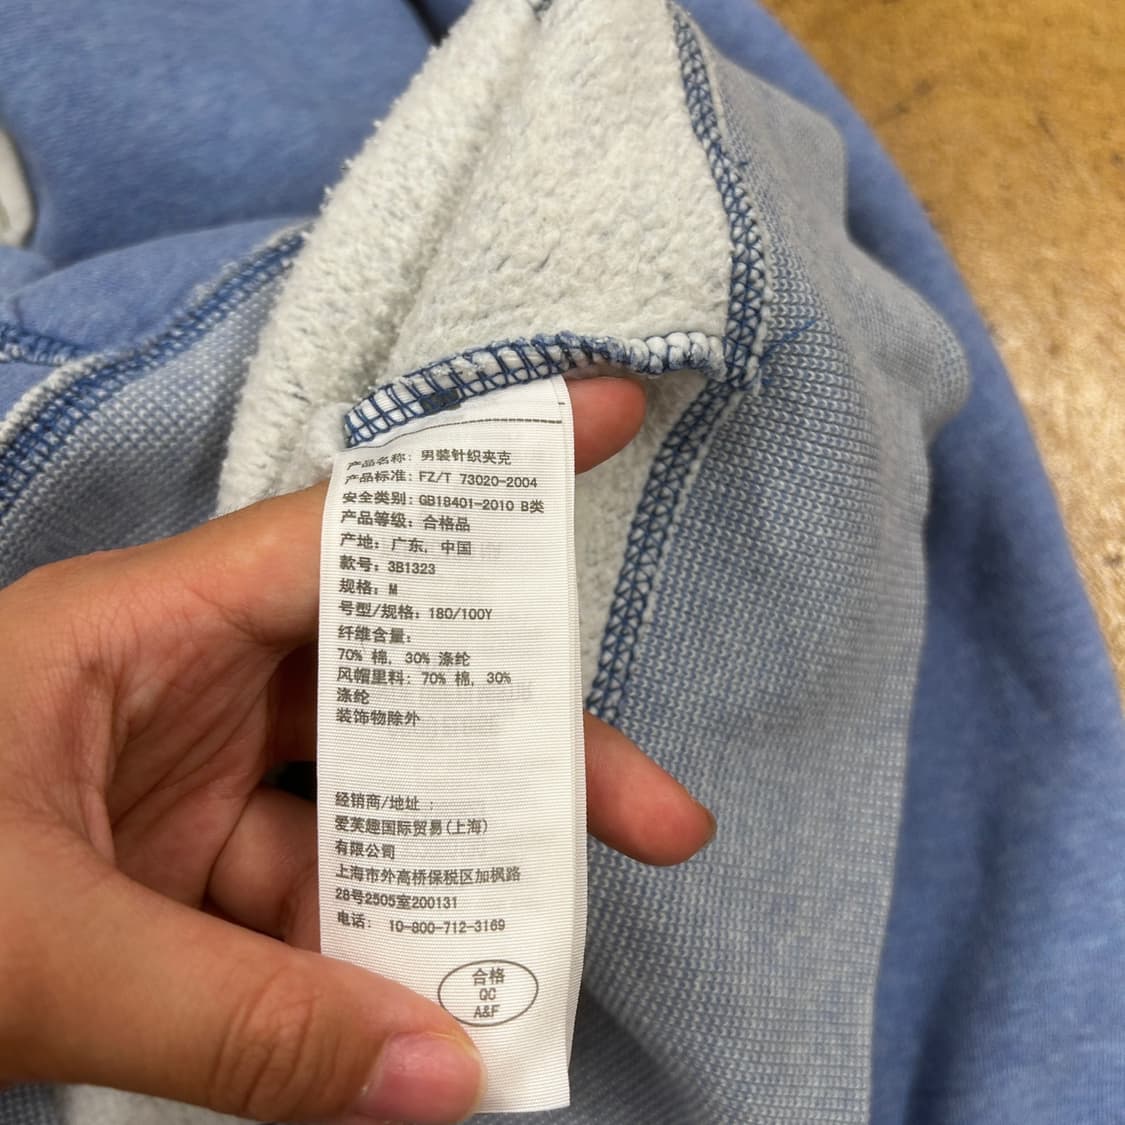 产品名称: 男装针织夹克
产品标准: FZ/T 73020-2004
安全类别: GB18401-2010 B类
产品等级: 合格品
产地: 广东, 中国
款号: 3B1323
规格: M
号型/规格: 180/100Y
纤维含量:
70% 棉, 30% 涤纶
风帽里料: 70% 棉, 30%
涤纶
装饰物除外
经销商/地址 :
爱芙趣国际贸易(上海)
有限公司
上海市外高桥保税区加枫路
28号2505室200131
电话: 10-800-712-3169
合格
QC
A&F